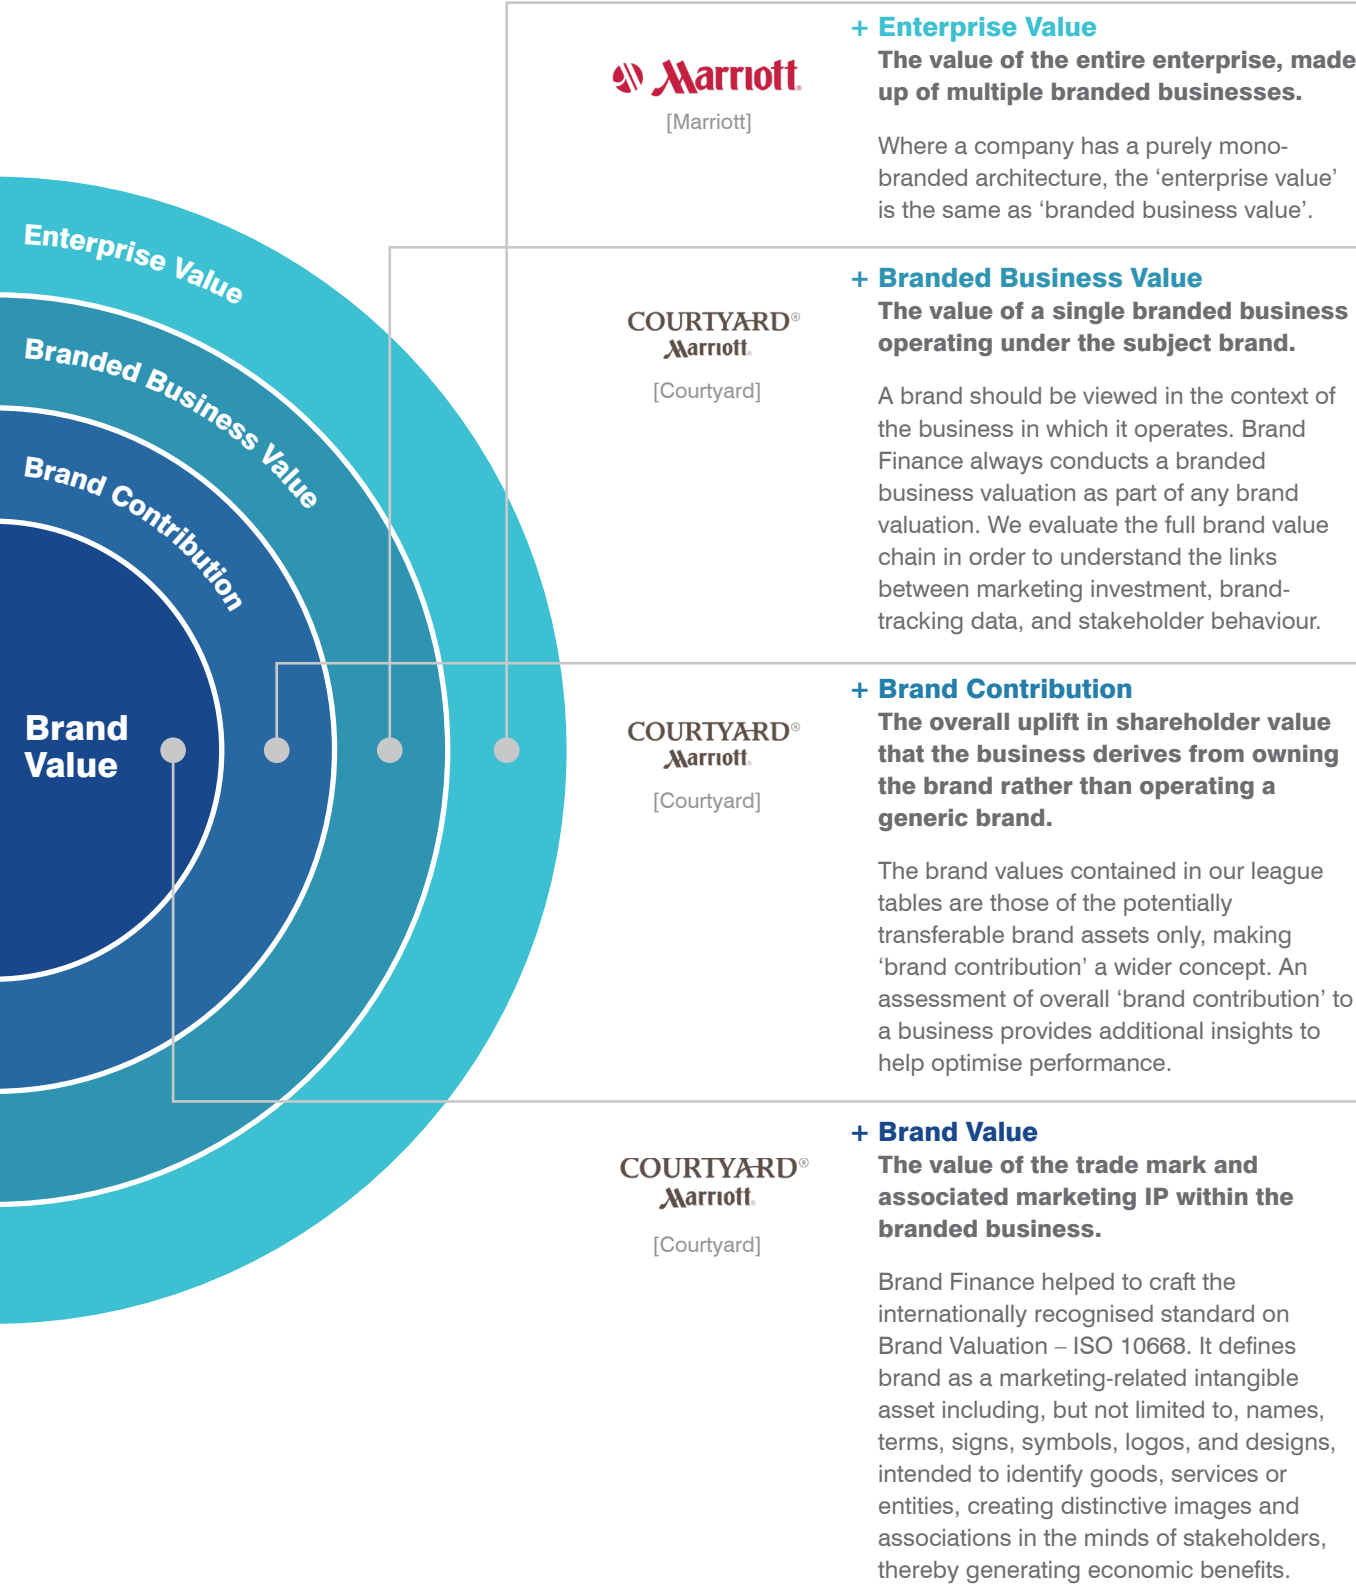 Enterprise Value
Branded Business Value
Brand Contribution
Brand
Value
Marriott
[Marriott]
+ Enterprise Value
The value of the entire enterprise, made
up of multiple branded businesses.
Where a company has a purely mono-
branded architecture, the ‘enterprise value’
is the same as ‘branded business value’.
COURTYARD®
Marriott
[Courtyard]
+ Branded Business Value
The value of a single branded business
operating under the subject brand.
A brand should be viewed in the context of
the business in which it operates. Brand
Finance always conducts a branded
business valuation as part of any brand
valuation. We evaluate the full brand value
chain in order to understand the links
between marketing investment, brand-
tracking data, and stakeholder behaviour.
COURTYARD®
Marriott
[Courtyard]
+ Brand Contribution
The overall uplift in shareholder value
that the business derives from owning
the brand rather than operating a
generic brand.
The brand values contained in our league
tables are those of the potentially
transferable brand assets only, making
‘brand contribution’ a wider concept. An
assessment of overall ‘brand contribution’ to
a business provides additional insights to
help optimise performance.
COURTYARD®
Marriott
[Courtyard]
+ Brand Value
The value of the trade mark and
associated marketing IP within the
branded business.
Brand Finance helped to craft the
internationally recognised standard on
Brand Valuation – ISO 10668. It defines
brand as a marketing-related intangible
asset including, but not limited to, names,
terms, signs, symbols, logos, and designs,
intended to identify goods, services or
entities, creating distinctive images and
associations in the minds of stakeholders,
thereby generating economic benefits.